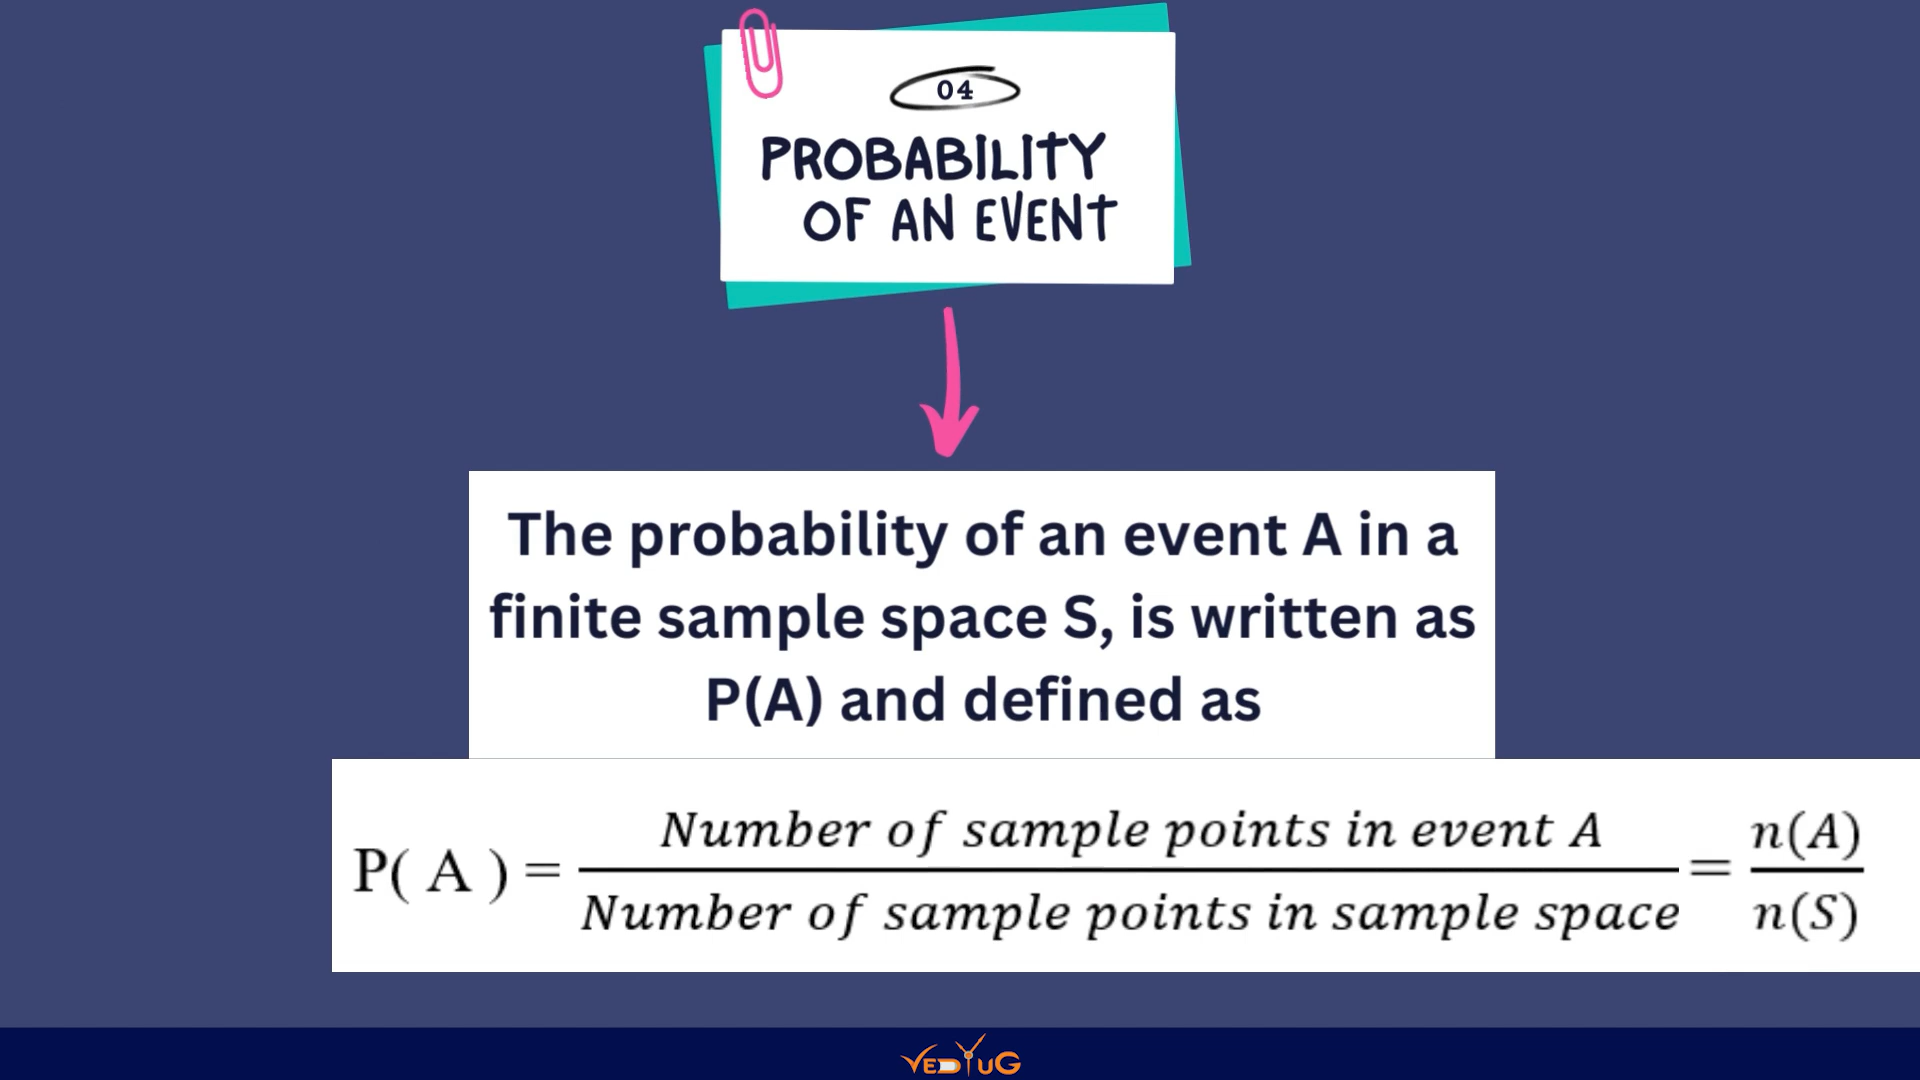 04
PROBABILITY
OF AN EVENT
The probability of an event A in a
finite sample space S, is written as
P(A) and defined as
P( A ) = Number of sample points in event A / Number of sample points in sample space = n(A) / n(S)
VEDYUG